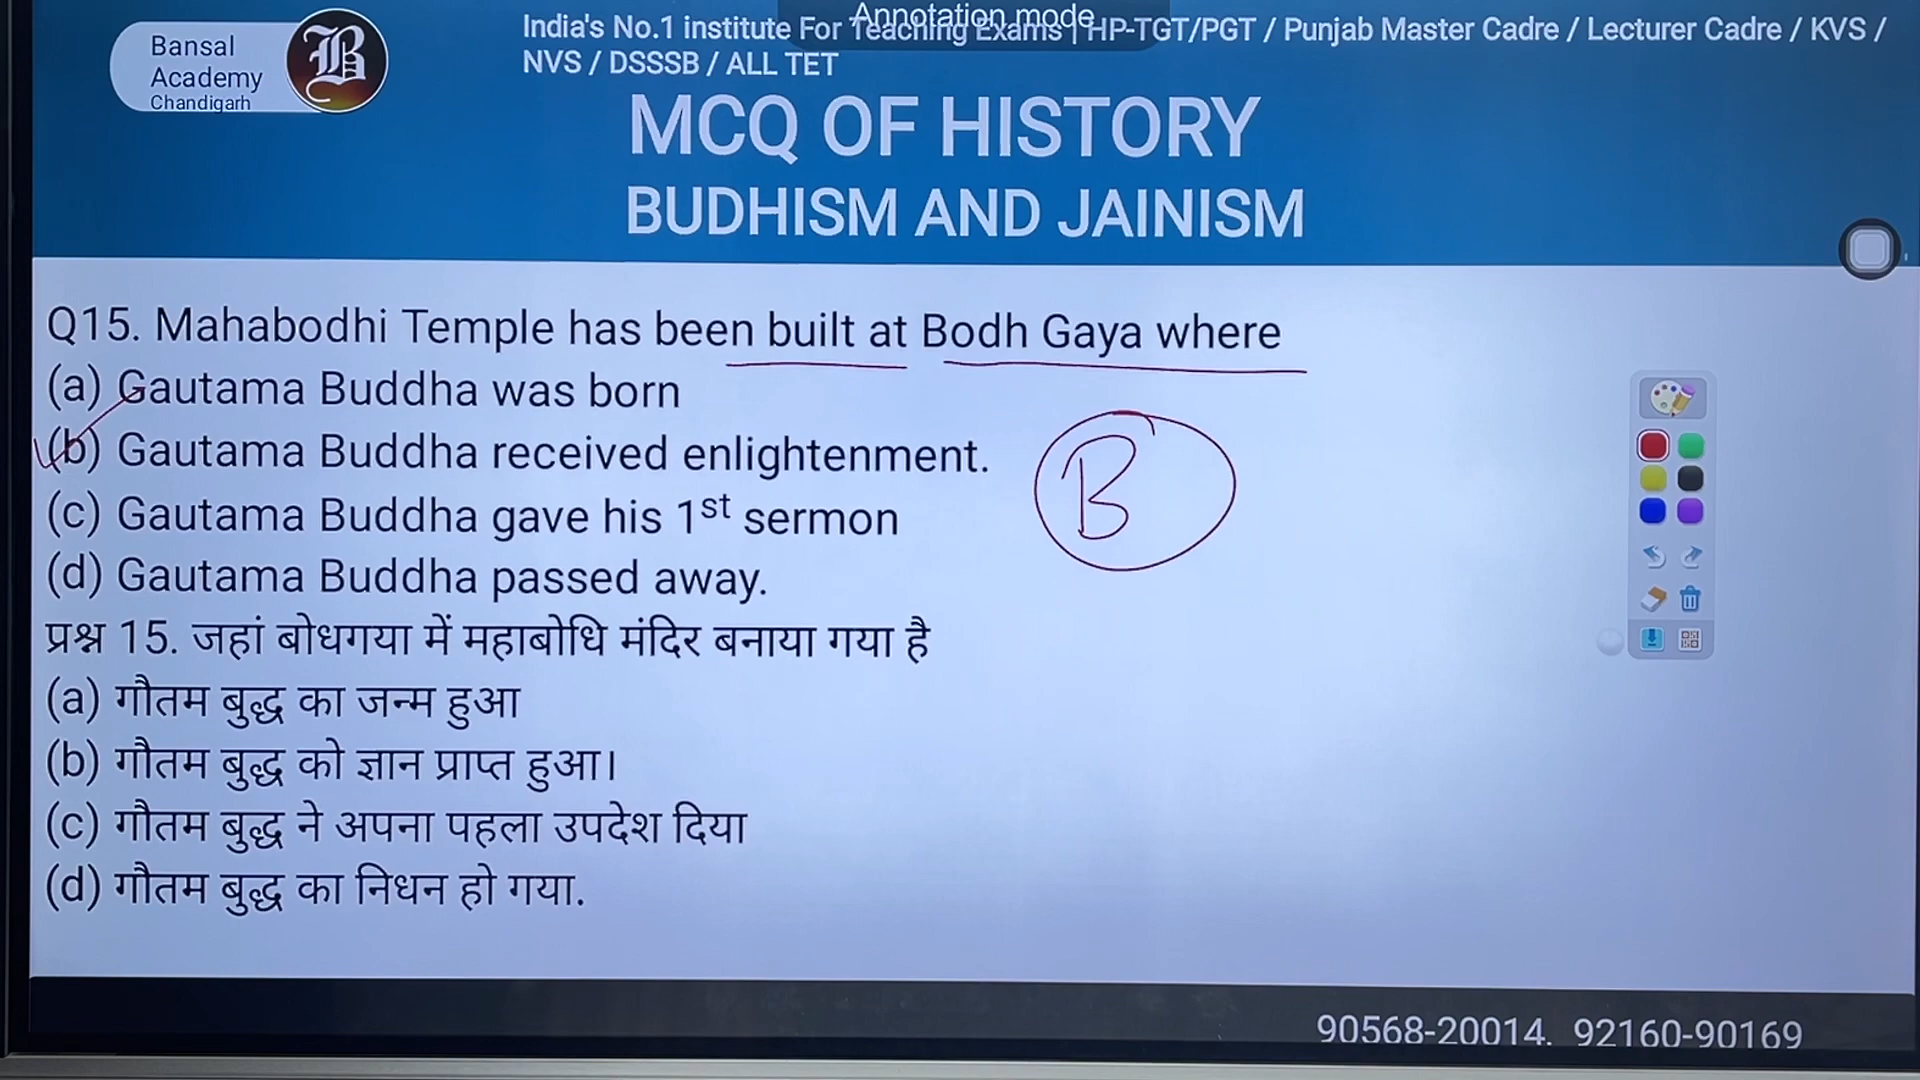 Bansal
Academy
Chandigarh
B
Annotation mode
India's No.1 institute For Teaching Exams | HP-TGT/PGT / Punjab Master Cadre / Lecturer Cadre / KVS /
NVS / DSSSB / ALL TET
MCQ OF HISTORY
BUDHISM AND JAINISM
Q15. Mahabodhi Temple has been built at Bodh Gaya where
(a) Gautama Buddha was born
(b) Gautama Buddha received enlightenment.
(c) Gautama Buddha gave his 1st sermon
(d) Gautama Buddha passed away.
B
प्रश्न 15. जहां बोधगया में महाबोधि मंदिर बनाया गया है
(a) गौतम बुद्ध का जन्म हुआ
(b) गौतम बुद्ध को ज्ञान प्राप्त हुआ।
(c) गौतम बुद्ध ने अपना पहला उपदेश दिया
(d) गौतम बुद्ध का निधन हो गया.
90568-20014. 92160-90169